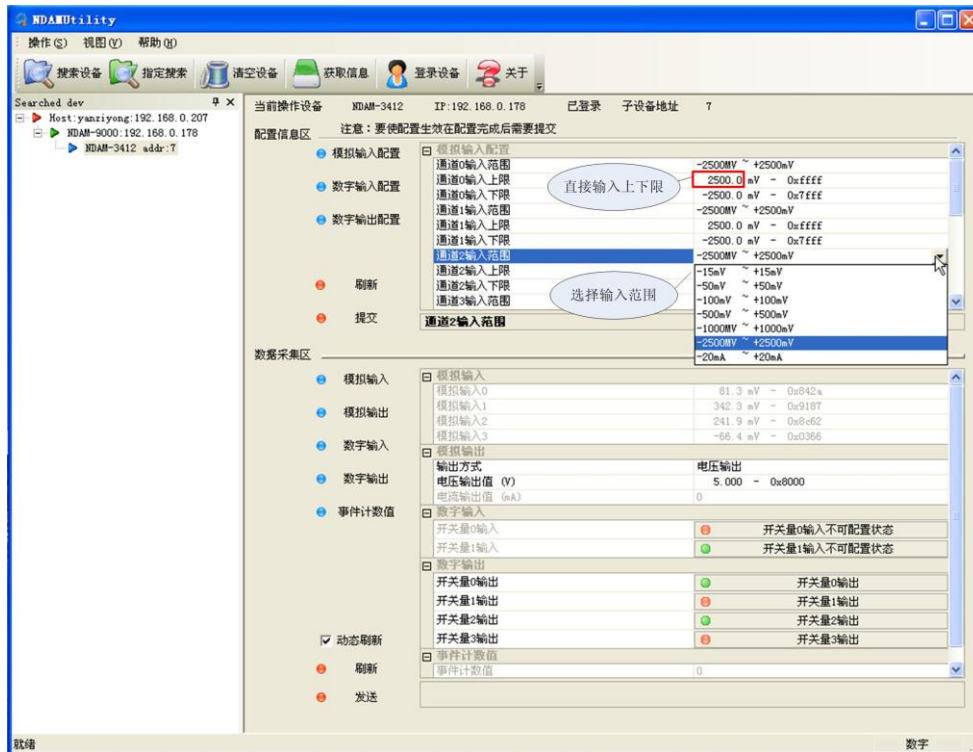 NDAMUtility
操作(S) 视图(V) 帮助(H)
搜索设备 指定搜索 清空设备 获取信息 登录设备 关于
Searched dev
Host:yanziyong:192.168.0.207
NDAM-9000:192.168.0.178
NDAM-3412 addr:7
当前操作设备 NDAM-3412 IP:192.168.0.178 已登录 子设备地址 7
配置信息区 注意：要使配置生效在配置完成后需要提交
模拟输入配置
数字输入配置
数字输出配置
刷新
提交
模拟输入配置
通道0输入范围 -2500MV ~ +2500mV
通道0输入上限 2500.0 mV - 0xffff
通道0输入下限 -2500.0 mV - 0x7fff
通道1输入范围 -2500MV ~ +2500mV
通道1输入上限 2500.0 mV - 0xffff
通道1输入下限 -2500.0 mV - 0x7fff
通道2输入范围 -2500MV ~ +2500mV
通道2输入上限
通道2输入下限
通道3输入范围
直接输入上下限
选择输入范围
-15mV ~ +15mV
-50mV ~ +50mV
-100mV ~ +100mV
-500mV ~ +500mV
-1000MV ~ +1000mV
-2500MV ~ +2500mV
-20mA ~ +20mA
通道2输入范围
数据采集区
模拟输入
模拟输出
数字输入
数字输出
事件计数值
动态刷新
刷新
发送
模拟输入
模拟输入0 81.3 mV - 0x842a
模拟输入1 342.3 mV - 0x9187
模拟输入2 241.9 mV - 0x8c62
模拟输入3 -66.4 mV - 0x0366
模拟输出
输出方式 电压输出
电压输出值 (V) 5.000 - 0x8000
电流输出值 (mA) 0
数字输入
开关量0输入 开关量0输入不可配置状态
开关量1输入 开关量1输入不可配置状态
数字输出
开关量0输出 开关量0输出
开关量1输出 开关量1输出
开关量2输出 开关量2输出
开关量3输出 开关量3输出
事件计数值
事件计数值 0
就绪 数字